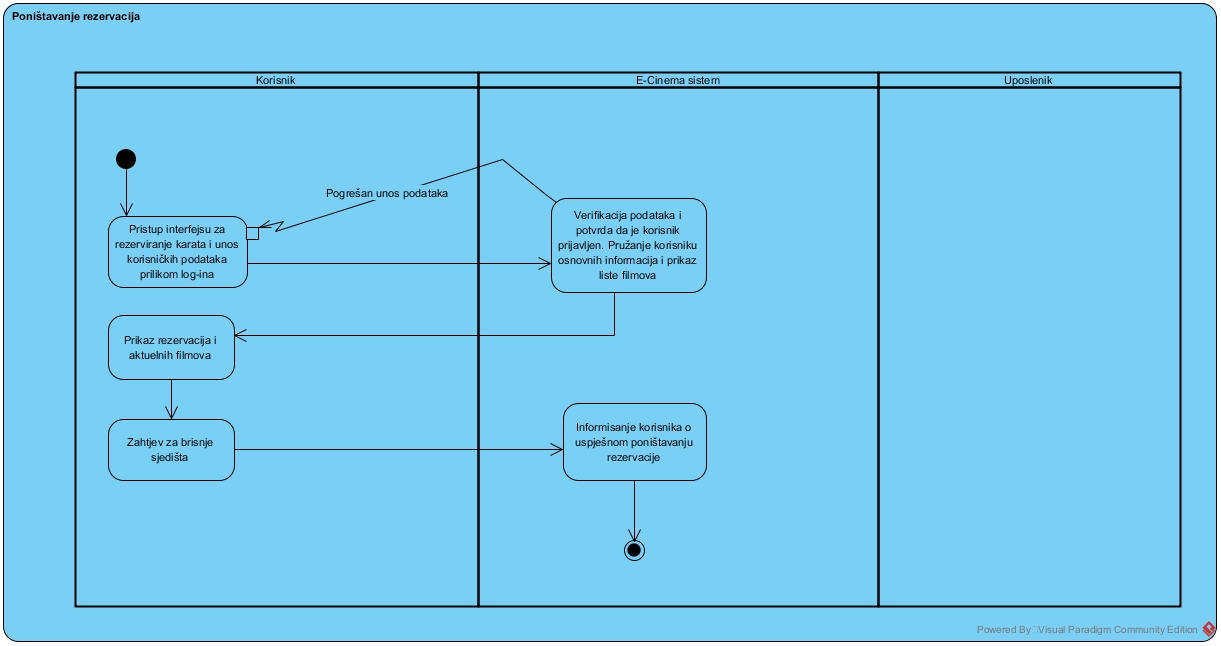 Poništavanje rezervacija
Korisnik
E-Cinema sistem
Uposlenik
Pogrešan unos podataka
Pristup interfejsu za
rezerviranje karata i unos
korisničkih podataka
prilikom log-ina
Verifikacija podataka i
potvrda da je korisnik
prijavljen. Pružanje korisniku
osnovnih informacija i prikaz
liste filmova
Prikaz rezervacija i
aktuelnih filmova
Zahtjev za brisnje
sjedišta
Informisanje korisnika o
uspješnom poništavanju
rezervacije
Powered By Visual Paradigm Community Edition